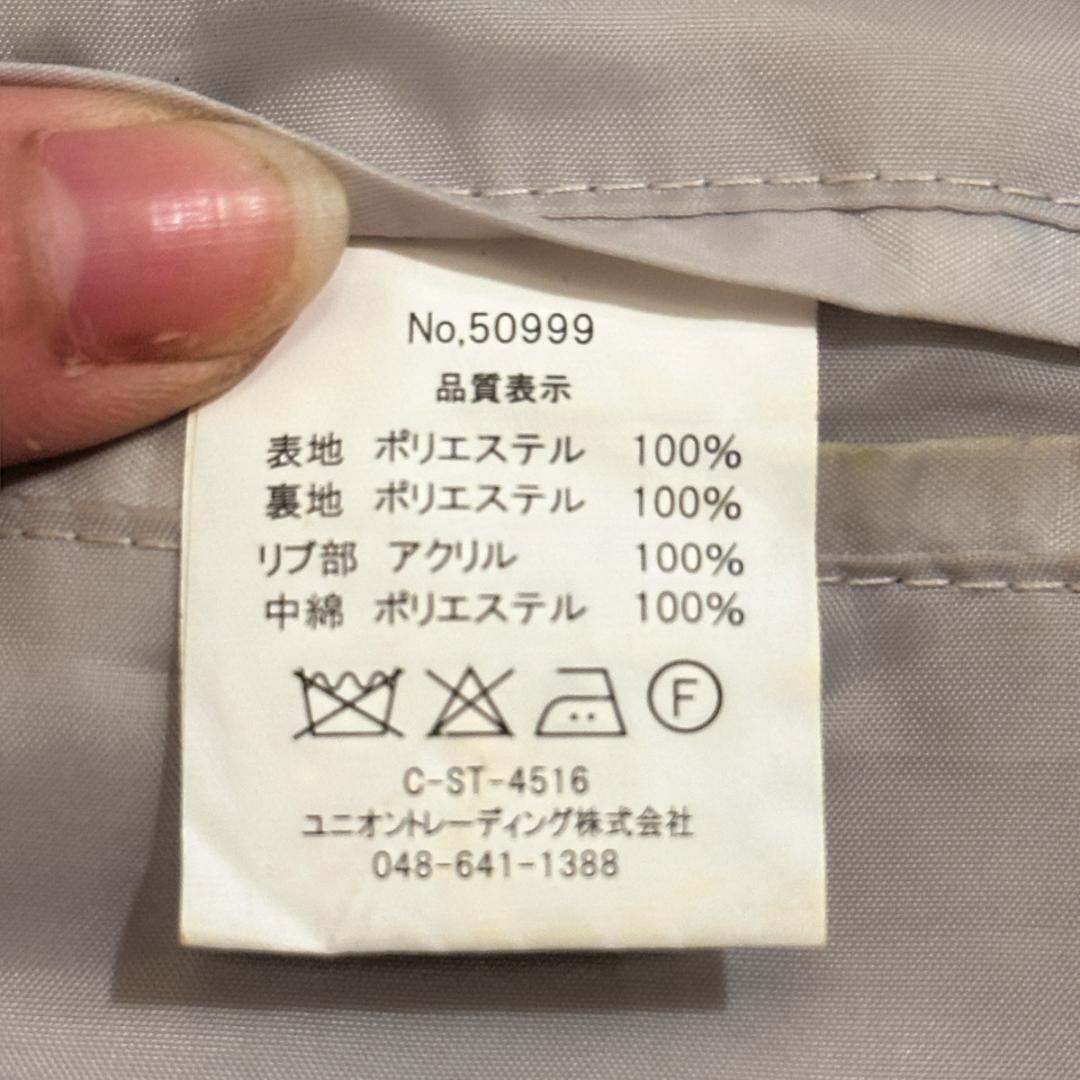 No,50999
品質表示
表地 ポリエステル 100%
裏地 ポリエステル 100%
リブ部 アクリル 100%
中綿 ポリエステル 100%
F
C-ST-4516
ユニオントレーディング株式会社
048-641-1388